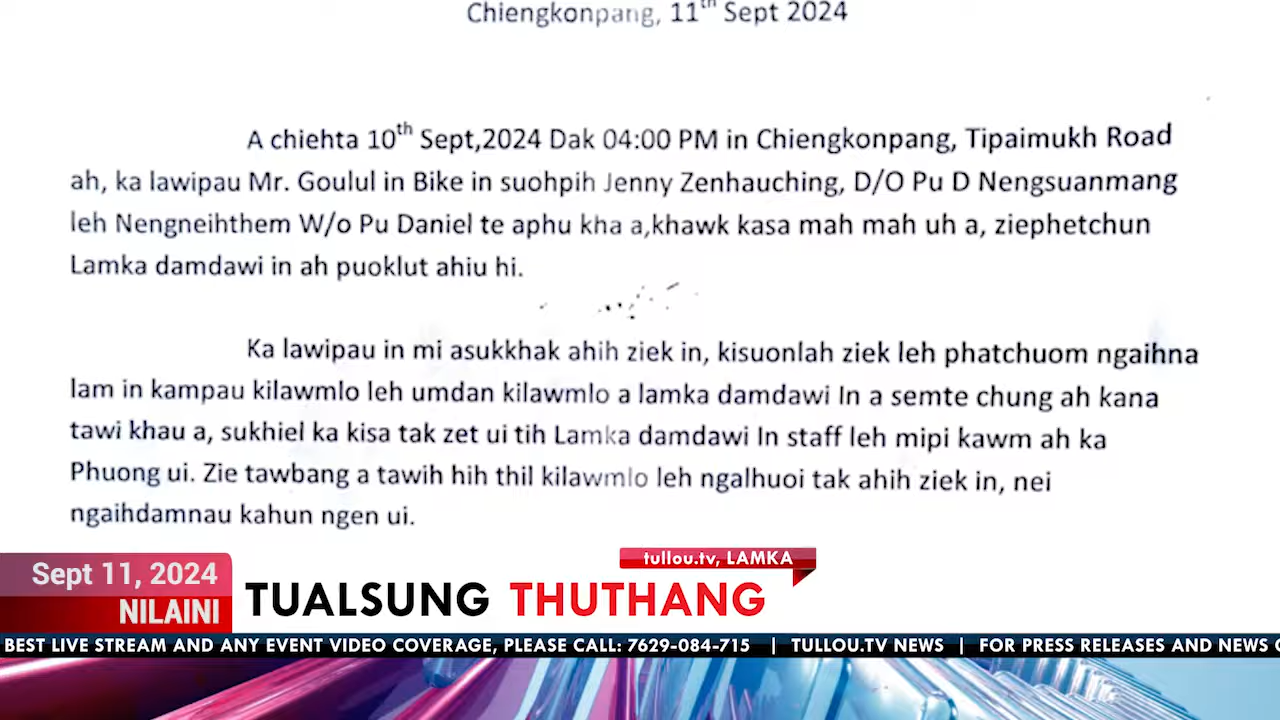 Chiengkonpang, 11th Sept 2024
A chiehta 10th Sept,2024 Dak 04:00 PM in Chiengkonpang, Tipaimukh Road
ah, ka lawipau Mr. Goulul in Bike in suohpih Jenny Zenhauching, D/O Pu D Nengsuanmang
leh Nengneihthem W/o Pu Daniel te aphu kha a,khawk kasa mah mah uh a, ziephetchun
Lamka damdawi in ah puoklut ahiu hi.
Ka lawipau in mi asukkhak ahih ziek in, kisuonlah ziek leh phatchuom ngaihna
lam in kampau kilawmlo leh umdan kilawmlo a lamka damdawi In a semte chung ah kana
tawi khau a, sukhiel ka kisa tak zet ui tih Lamka damdawi In staff leh mipi kawm ah ka
Phuong ui. Zie tawbang a tawih hih thil kilawmlo leh ngalhuoi tak ahih ziek in, nei
ngaihdamnau kahun ngen ui.
tullou.tv, LAMKA
Sept 11, 2024
NILAINI
TUALSUNG THUTHANG
BEST LIVE STREAM AND ANY EVENT VIDEO COVERAGE, PLEASE CALL: 7629-084-715 | TULLOU.TV NEWS | FOR PRESS RELEASES AND NEWS